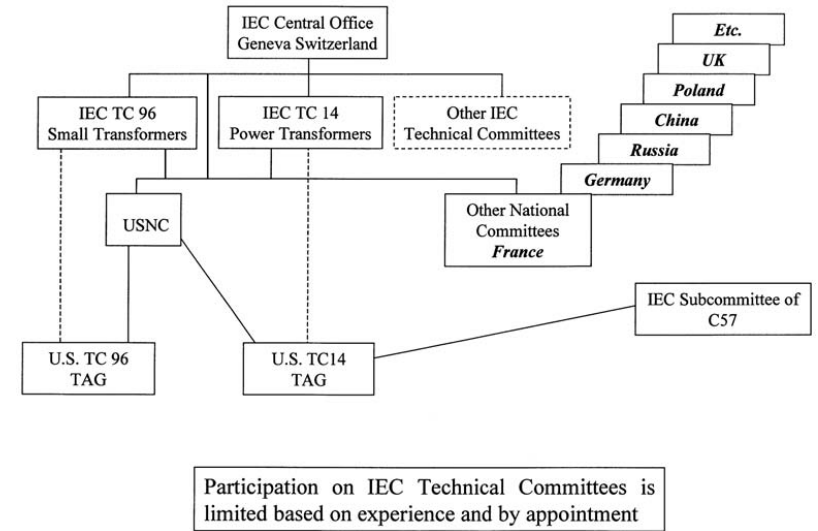 IEC Central Office
Geneva Switzerland
Etc.
UK
Poland
China
Russia
Germany
IEC TC 96
Small Transformers
IEC TC 14
Power Transformers
Other IEC
Technical Committees
USNC
Other National
Committees
France
IEC Subcommittee of
C57
U.S. TC 96
TAG
U.S. TC14
TAG
Participation on IEC Technical Committees is
limited based on experience and by appointment